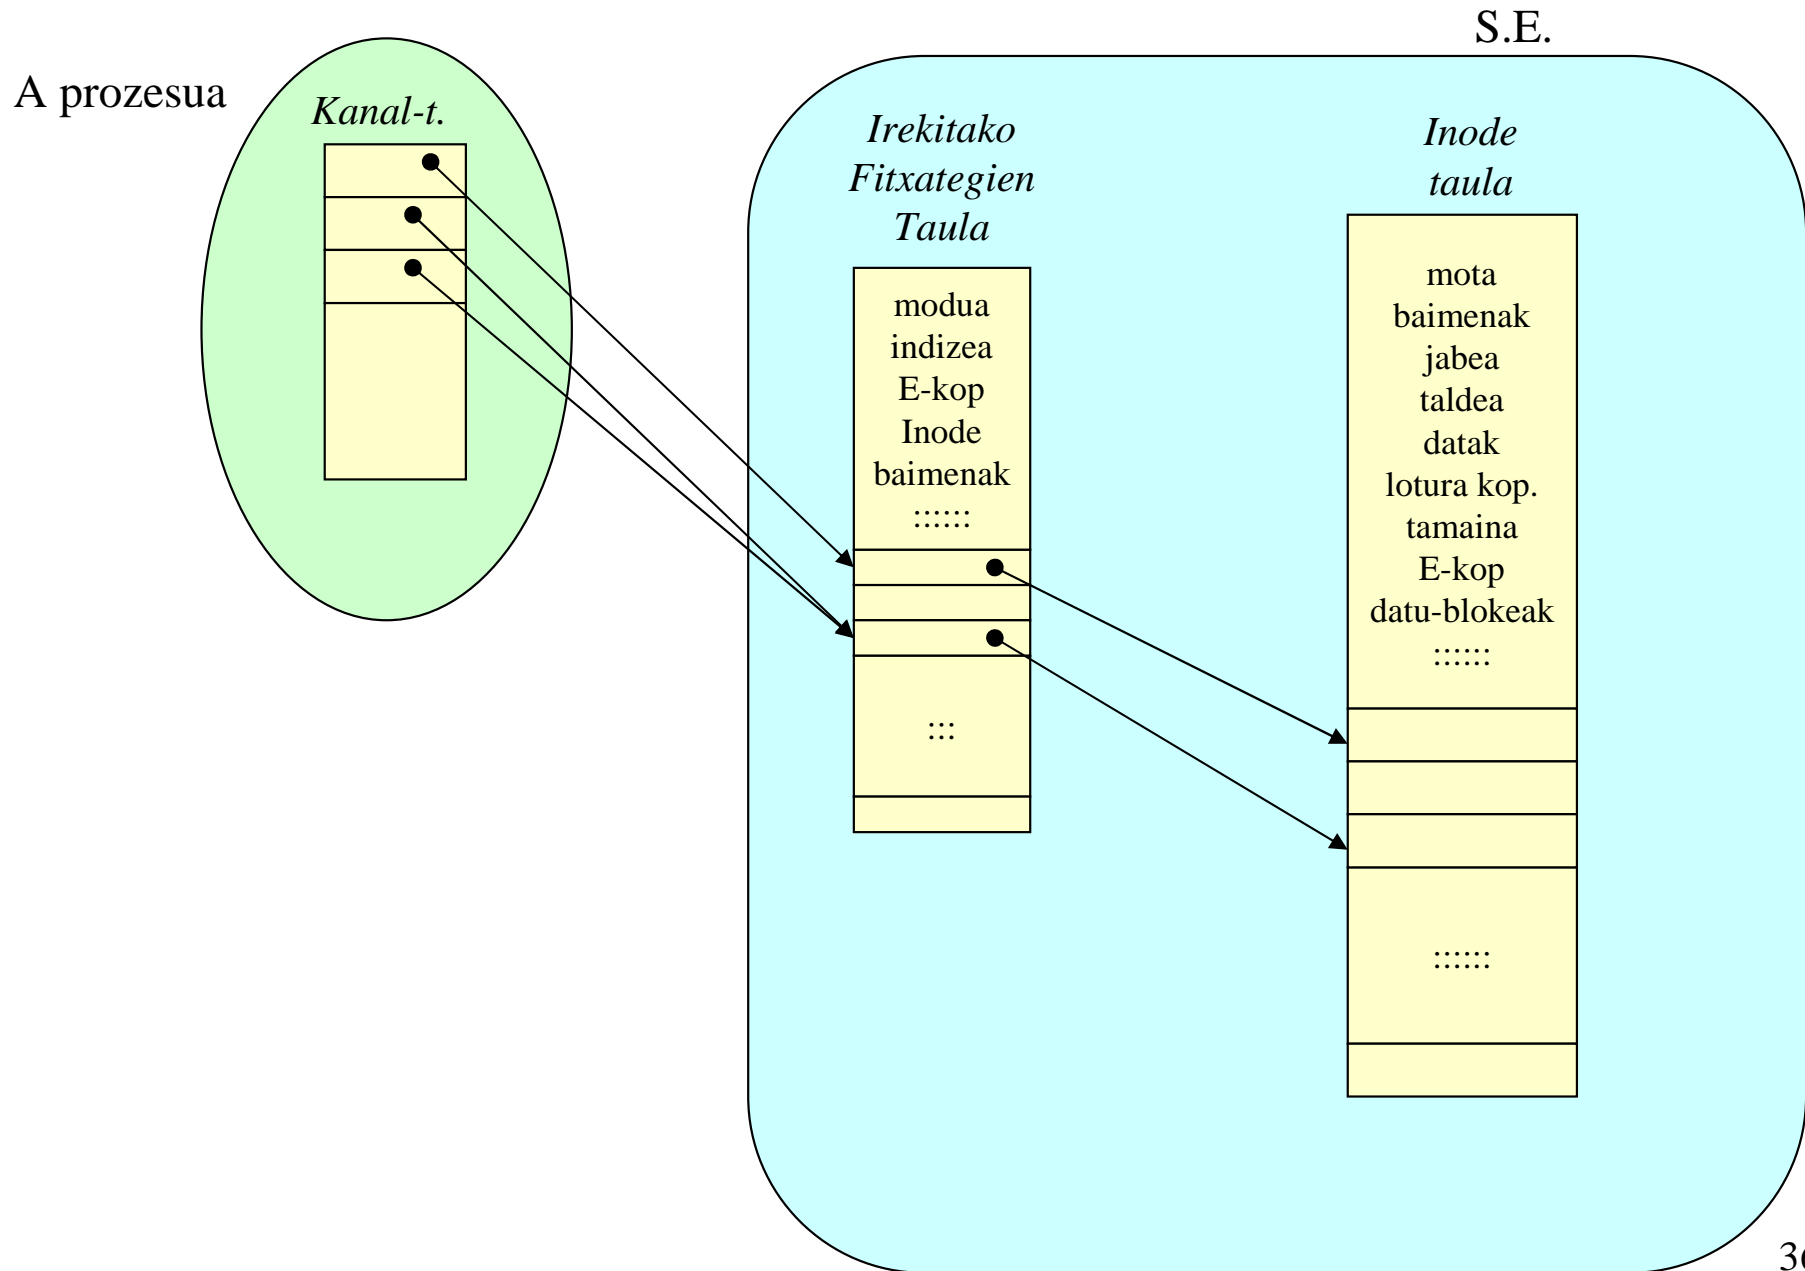 S.E.
A prozesua
Kanal-t.
Irekitako
Fitxategien
Taula
modua
indizea
E-kop
Inode
baimenak
::::::
:::
Inode
taula
mota
baimenak
jabea
taldea
datak
lotura kop.
tamaina
E-kop
datu-blokeak
::::::
::::::